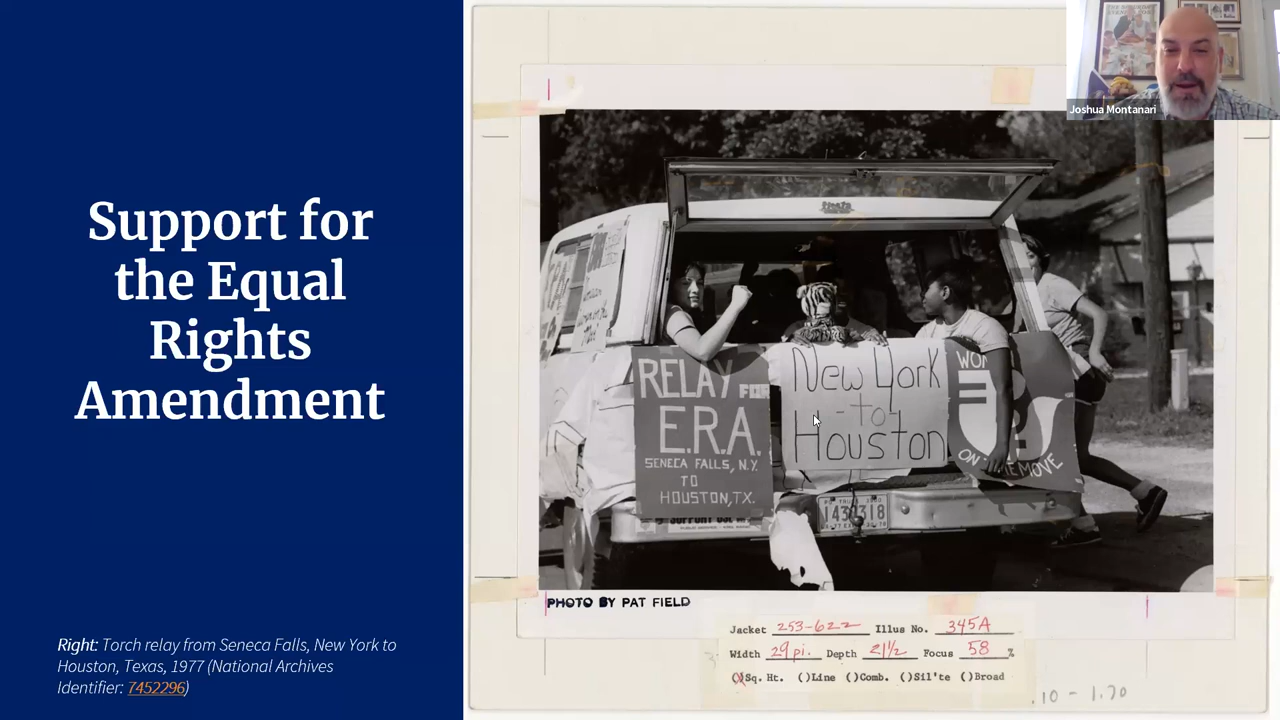 Support for
the Equal
Rights
Amendment
Right: Torch relay from Seneca Falls, New York to
Houston, Texas, 1977 (National Archives
Identifier: 7452296)
Joshua Montanari
RELAY FOR
E.R.A.
SENECA FALLS, N.Y.
TO
HOUSTON, TX.
New York
-to-
Houston
WOM
ON THE MOVE
PHOTO BY PAT FIELD
Jacket 253-622 Illus No. 345A
Width 29 pi. Depth 21½ Focus 58 %
(X)Sq. Ht. ()Line ()Comb. ()Sil'te ()Broad
.10 - 1.70